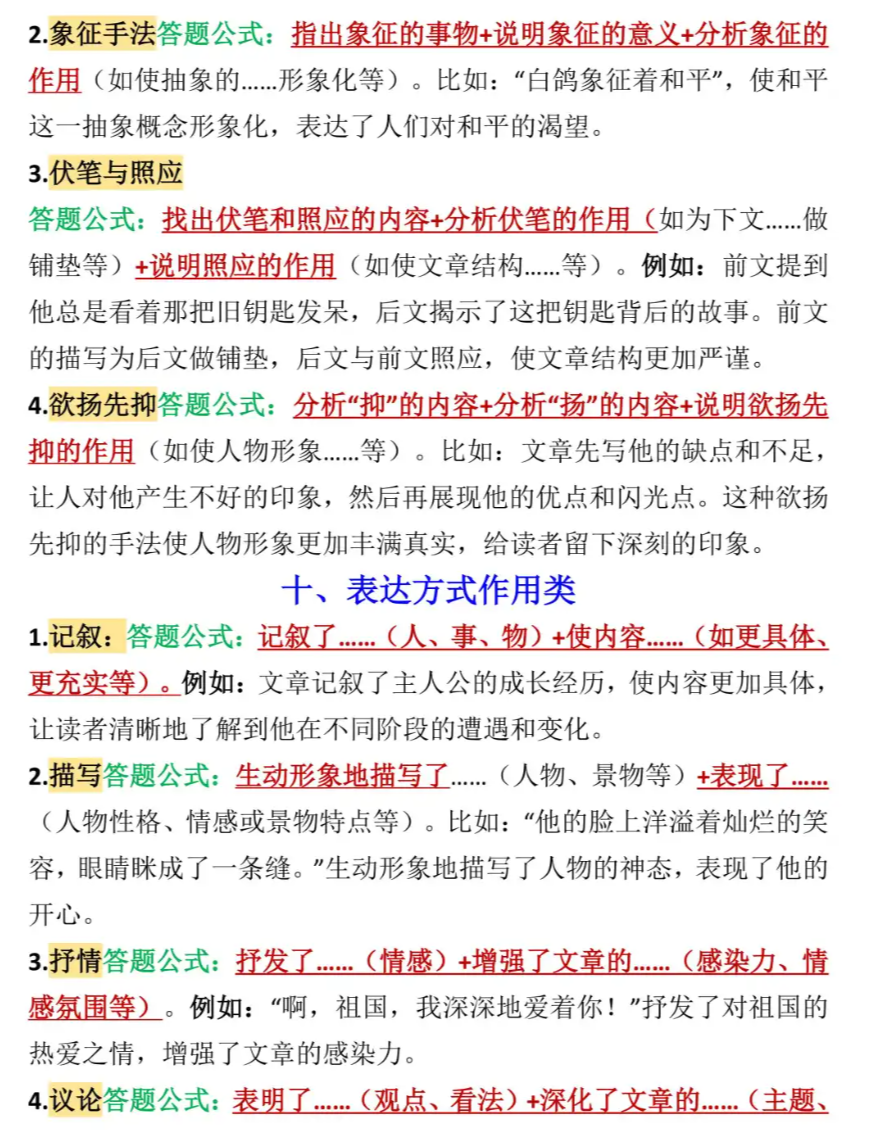 2.象征手法答题公式：指出象征的事物+说明象征的意义+分析象征的
作用（如使抽象的……形象化等）。比如：“白鸽象征着和平”，使和平
这一抽象概念形象化，表达了人们对和平的渴望。
3.伏笔与照应
答题公式：找出伏笔和照应的内容+分析伏笔的作用（如为下文……做
铺垫等）+说明照应的作用（如使文章结构……等）。例如：前文提到
他总是看着那把旧钥匙发呆，后文揭示了这把钥匙背后的故事。前文
的描写为后文做铺垫，后文与前文照应，使文章结构更加严谨。
4.欲扬先抑答题公式：分析“抑”的内容+分析“扬”的内容+说明欲扬先
抑的作用（如使人物形象……等）。比如：文章先写他的缺点和不足，
让人对他产生不好的印象，然后再展现他的优点和闪光点。这种欲扬
先抑的手法使人物形象更加丰满真实，给读者留下深刻的印象。
十、表达方式作用类
1.记叙：答题公式：记叙了……（人、事、物）+使内容……（如更具体、
更充实等）。例如：文章记叙了主人公的成长经历，使内容更加具体，
让读者清晰地了解到他在不同阶段的遭遇和变化。
2.描写答题公式：生动形象地描写了……（人物、景物等）+表现了……
（人物性格、情感或景物特点等）。比如：“他的脸上洋溢着灿烂的笑
容，眼睛眯成了一条缝。”生动形象地描写了人物的神态，表现了他的
开心。
3.抒情答题公式：抒发了……（情感）+增强了文章的……（感染力、情
感氛围等）。例如：“啊，祖国，我深深地爱着你！”抒发了对祖国的
热爱之情，增强了文章的感染力。
4.议论答题公式：表明了……（观点、看法）+深化了文章的……（主题、